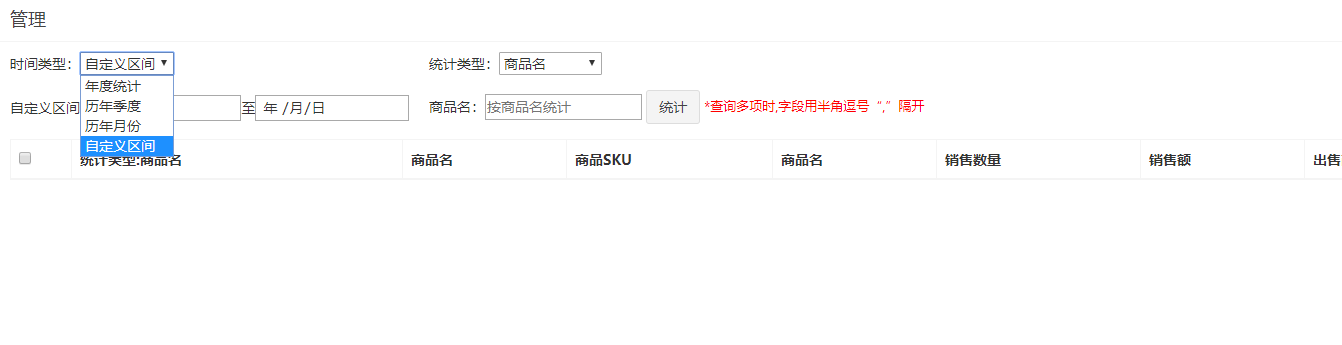 管理
时间类型: 自定义区间 统计类型: 商品名
年度统计
历年季度
历年月份
自定义区间
自定义区间 至 年 /月/日 商品名: 按商品名统计 统计 *查询多项时,字段用半角逗号“,”隔开
统计类型:商品名 商品名 商品SKU 商品名 销售数量 销售额 出售